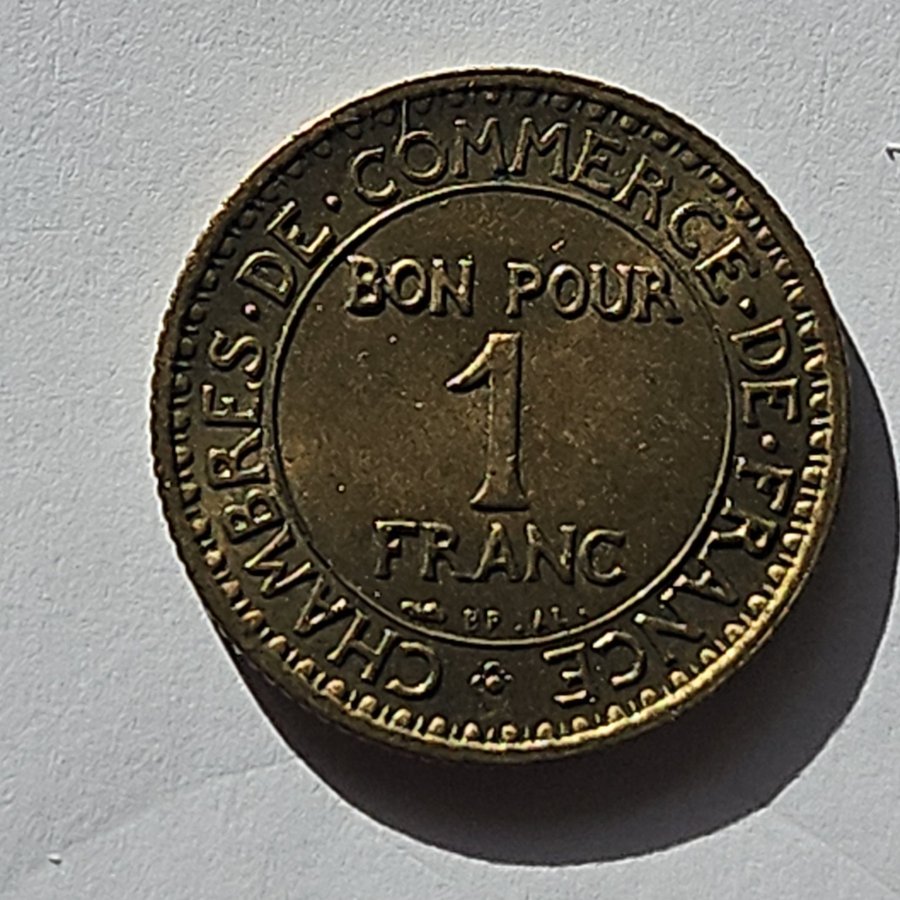 CHAMBRES · DE · COMMERCE · DE · FRANCE
BON POUR
1
FRANC